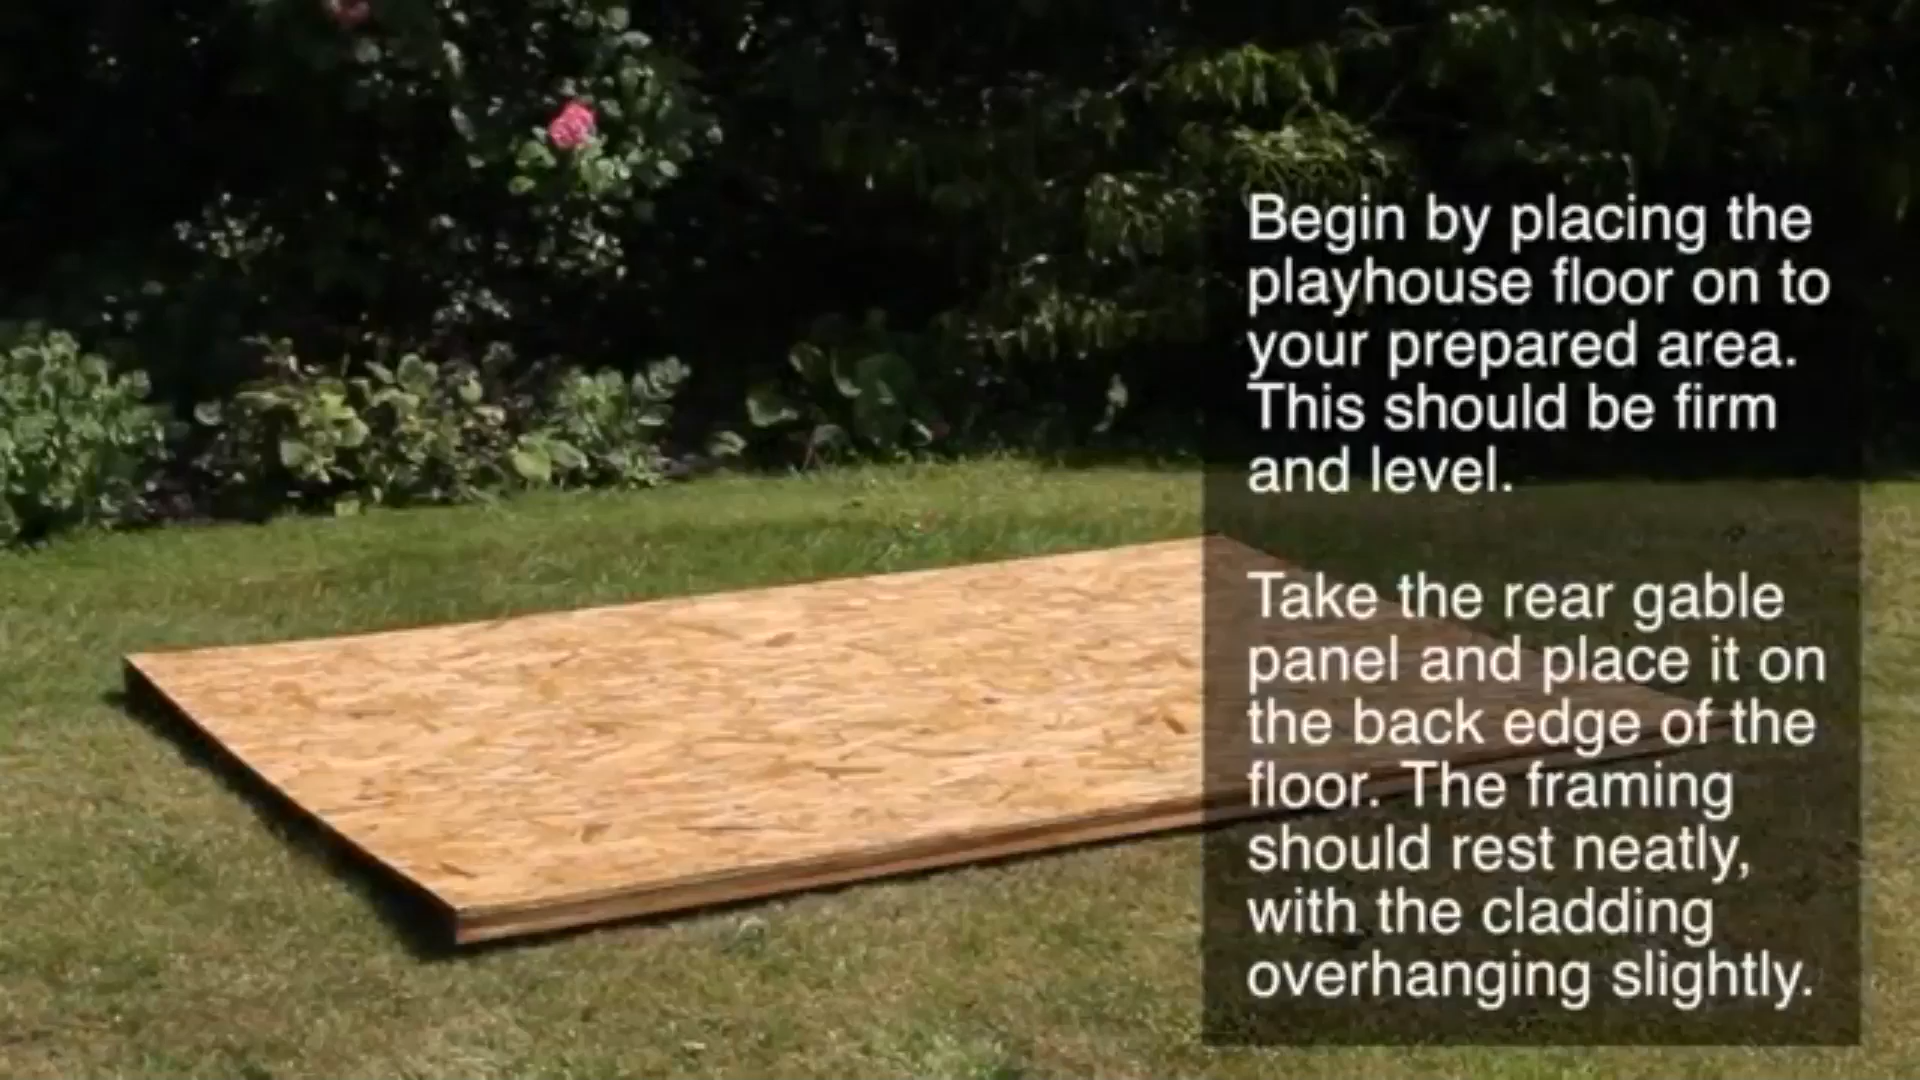 Begin by placing the
playhouse floor on to
your prepared area.
This should be firm
and level.
Take the rear gable
panel and place it on
the back edge of the
floor. The framing
should rest neatly,
with the cladding
overhanging slightly.